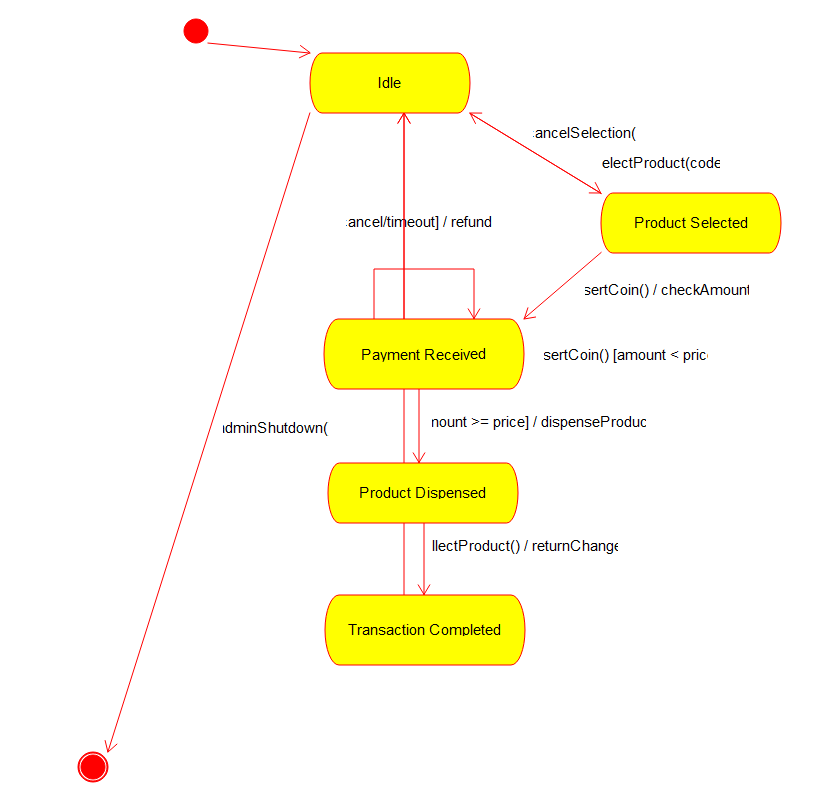 Idle
ancelSelection(
electProduct(code
Product Selected
ancel/timeout] / refund
sertCoin() / checkAmount
Payment Received
sertCoin() [amount < pric
dminShutdown(
nount >= price] / dispenseProduc
Product Dispensed
llectProduct() / returnChange
Transaction Completed